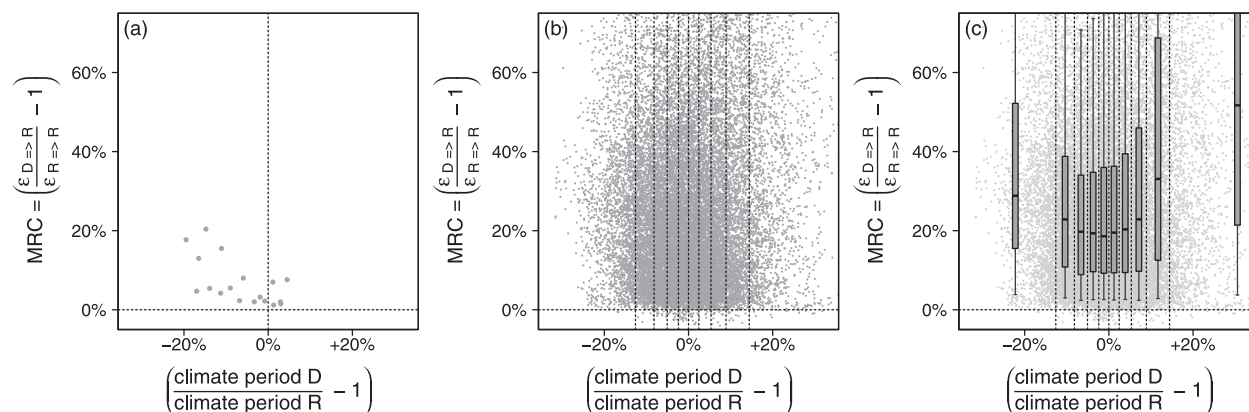 (a)
60%
40%
20%
0%
−20% 0% +20%
MRC = (ε D=>R / ε R=>R − 1)
(climate period D / climate period R − 1)
(b)
60%
40%
20%
0%
−20% 0% +20%
MRC = (ε D=>R / ε R=>R − 1)
(climate period D / climate period R − 1)
(c)
60%
40%
20%
0%
−20% 0% +20%
MRC = (ε D=>R / ε R=>R − 1)
(climate period D / climate period R − 1)